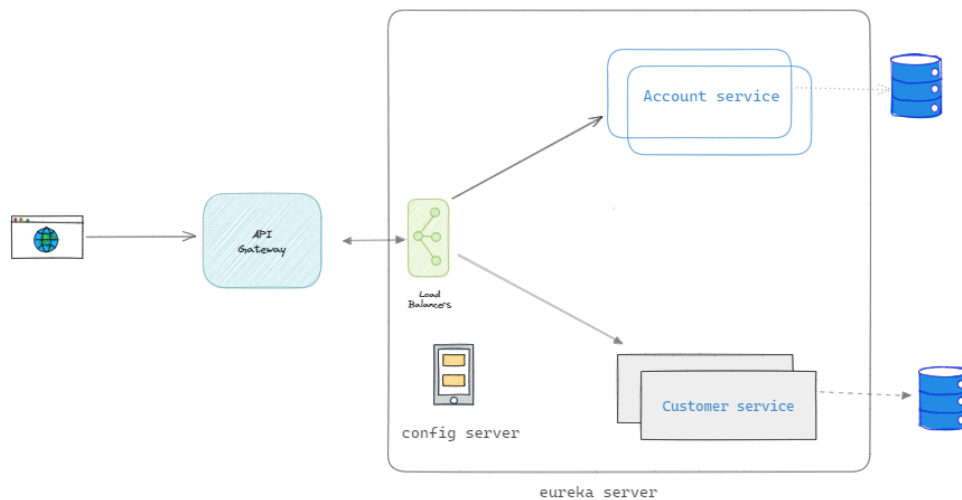 Account service
API
Gateway
Load
Balancers
config server
Customer service
eureka server